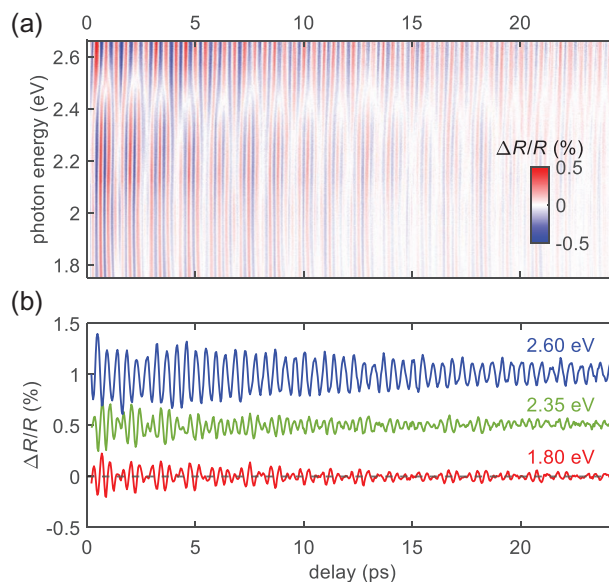 (a)
0 5 10 15 20
2.6
2.4
2.2
2
1.8
photon energy (eV)
ΔR/R (%)
0.5
0
-0.5
(b)
1.5
1
0.5
0
-0.5
ΔR/R (%)
2.60 eV
2.35 eV
1.80 eV
0 5 10 15 20
delay (ps)